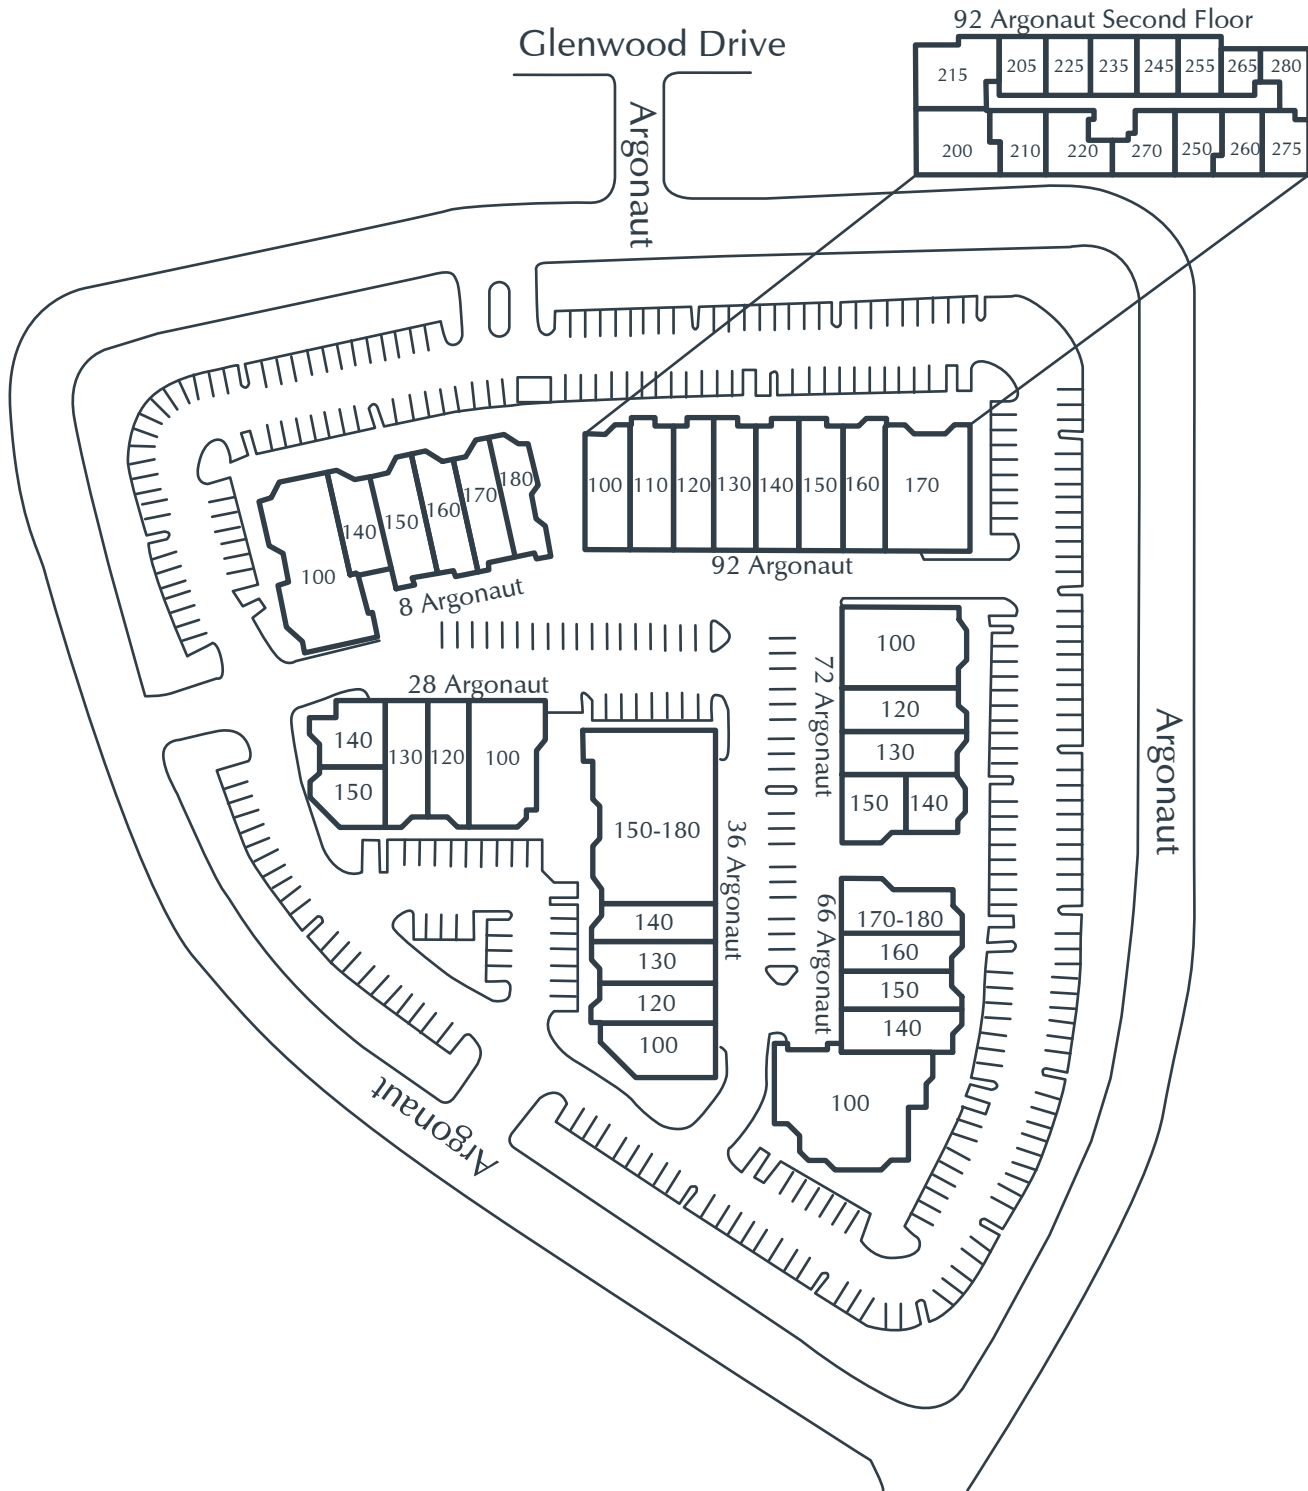 92 Argonaut Second Floor
Glenwood Drive
215 205 225 235 245 255 265 280
200 210 220 270 250 260 275
Argonaut
100 140 150 160 170 180
8 Argonaut
100 110 120 130 140 150 160 170
92 Argonaut
28 Argonaut
140 130 120 100
150
72 Argonaut
100
120
130
150 140
Argonaut
36 Argonaut
150-180
140
130
120
100
66 Argonaut
170-180
160
150
140
100
Argonaut